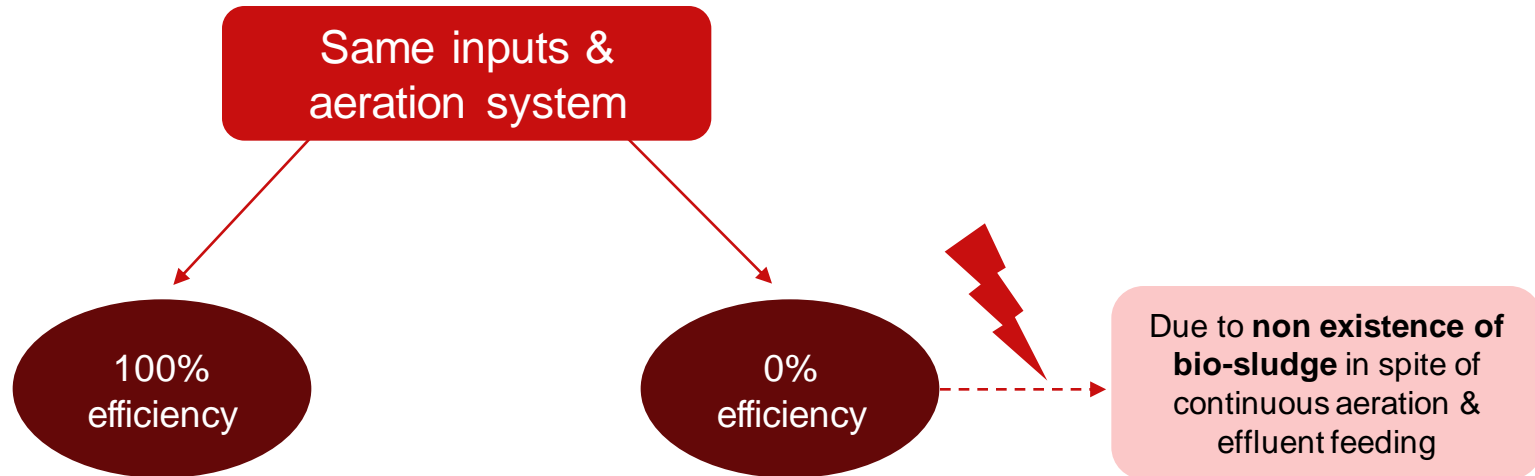 Same inputs &
aeration system
100%
efficiency
0%
efficiency
Due to non existence of
bio-sludge in spite of
continuous aeration &
effluent feeding